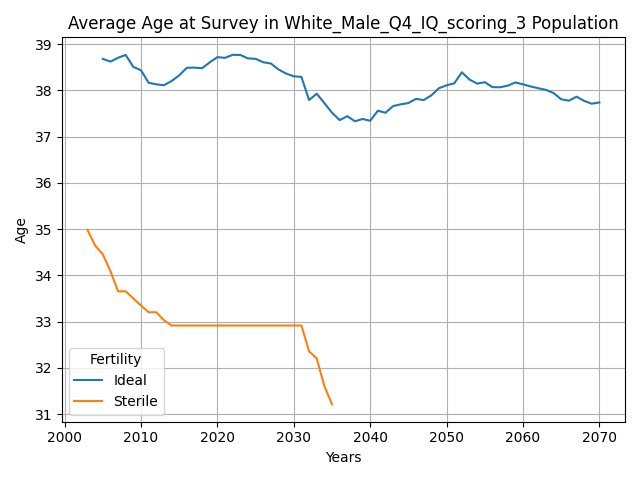 Average Age at Survey in White_Male_Q4_IQ_scoring_3 Population
39
38
37
36
35
34
33
32
31
Age
Fertility
Ideal
Sterile
2000 2010 2020 2030 2040 2050 2060 2070
Years